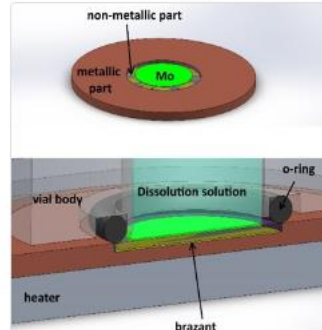 non-metallic part
Mo
metallic
part
o-ring
vial body
Dissolution solution
heater
brazant